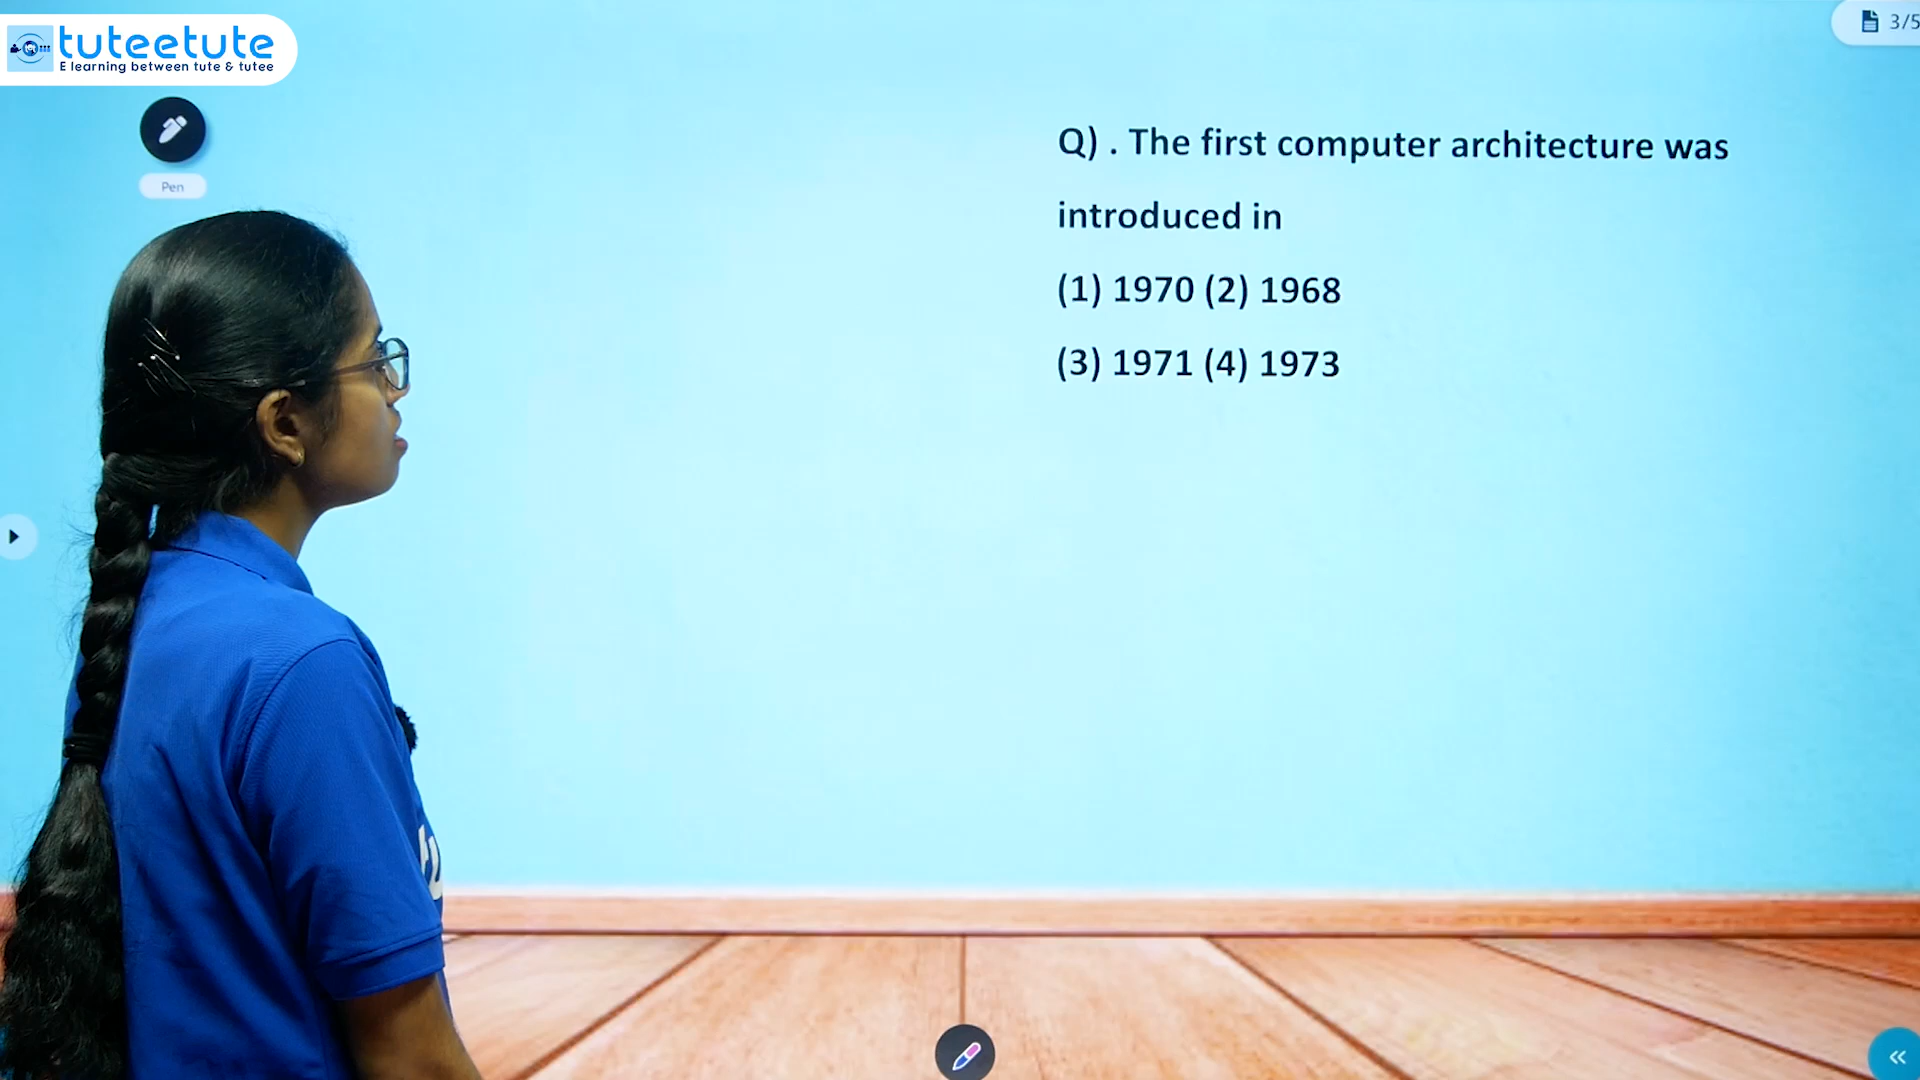 tuteetute
E learning between tute & tutee
3/5
Pen
Q) . The first computer architecture was
introduced in
(1) 1970 (2) 1968
(3) 1971 (4) 1973
tu